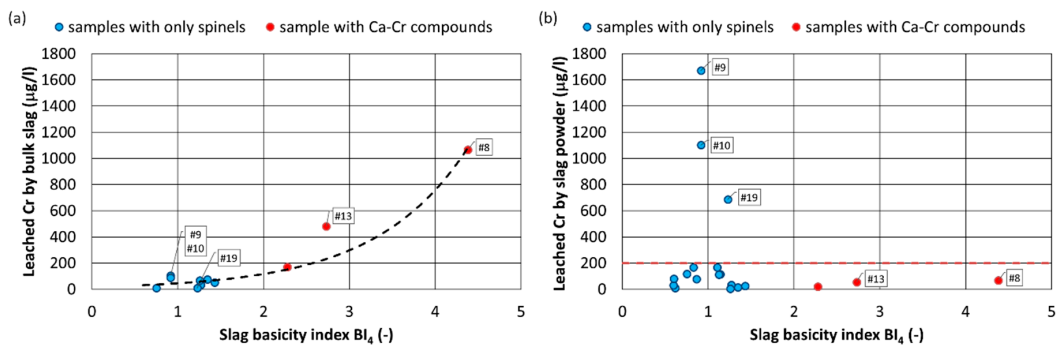 (a)
samples with only spinels
sample with Ca-Cr compounds
Leached Cr by bulk slag (µg/l)
1800
1600
1400
1200
1000
800
600
400
200
0
#9
#10
#19
#13
#8
0 1 2 3 4 5
Slag basicity index BI₄ (-)
(b)
samples with only spinels
samples with Ca-Cr compounds
Leached Cr by slag powder (µg/l)
1800
1600
1400
1200
1000
800
600
400
200
0
#9
#10
#19
#13
#8
0 1 2 3 4 5
Slag basicity index BI₄ (-)